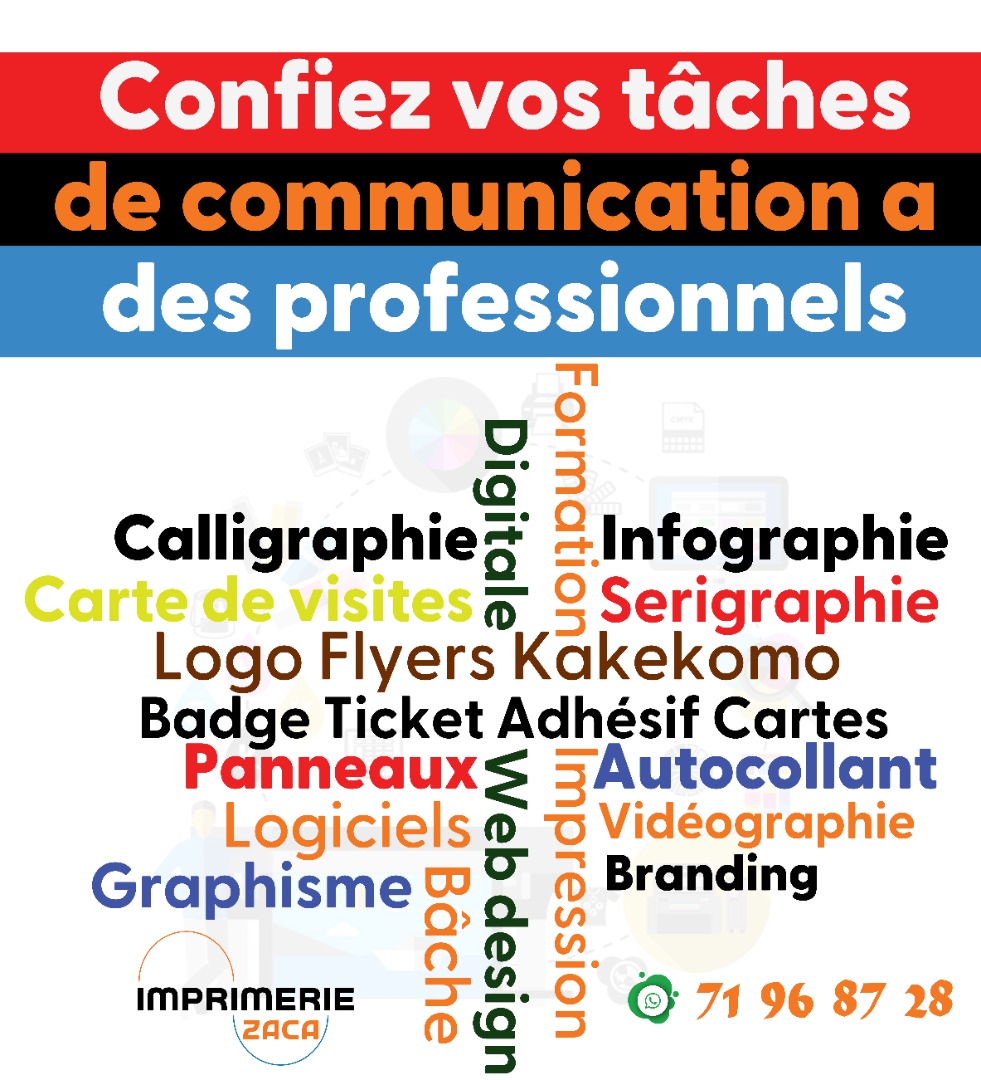 Confiez vos tâches
de communication a
des professionnels
Formation
Digitale
Calligraphie
Infographie
Carte de visites
Serigraphie
Logo Flyers Kakekomo
Badge Ticket Adhésif Cartes
Panneaux
Web design
Impression
Autocollant
Logiciels
Vidéographie
Graphisme
Bâche
Branding
IMPRIMERIE
ZACA
71 96 87 28
CMYK